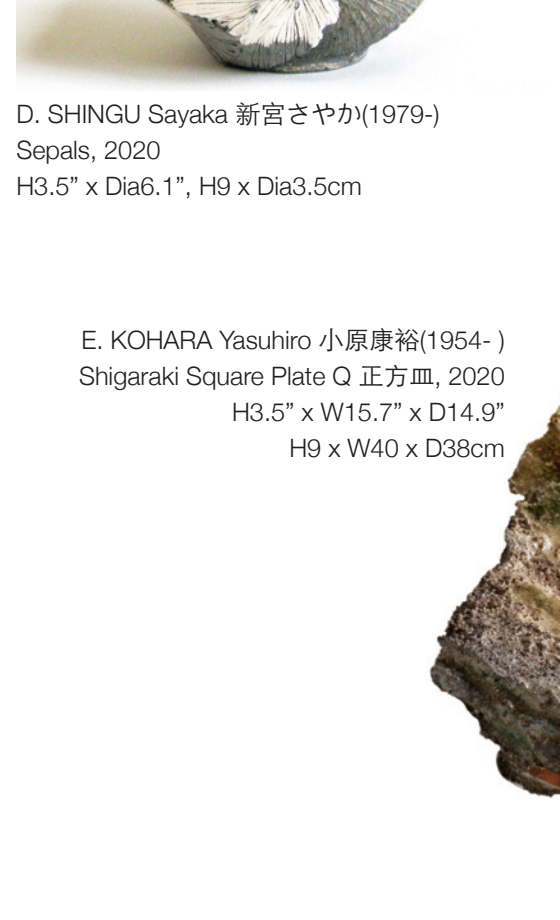 D. SHINGU Sayaka 新宮さやか(1979-)
Sepals, 2020
H3.5” x Dia6.1”, H9 x Dia3.5cm
E. KOHARA Yasuhiro 小原康裕(1954- )
Shigaraki Square Plate Q 正方皿, 2020
H3.5” x W15.7” x D14.9”
H9 x W40 x D38cm